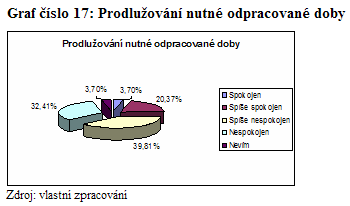 Graf číslo 17: Prodlužování nutné odpracované doby
Prodlužování nutné odpracované doby
3,70%
3,70%
20,37%
32,41%
39,81%
Spokojen
Spíše spokojen
Spíše nespokojen
Nespokojen
Nevím
Zdroj: vlastní zpracování